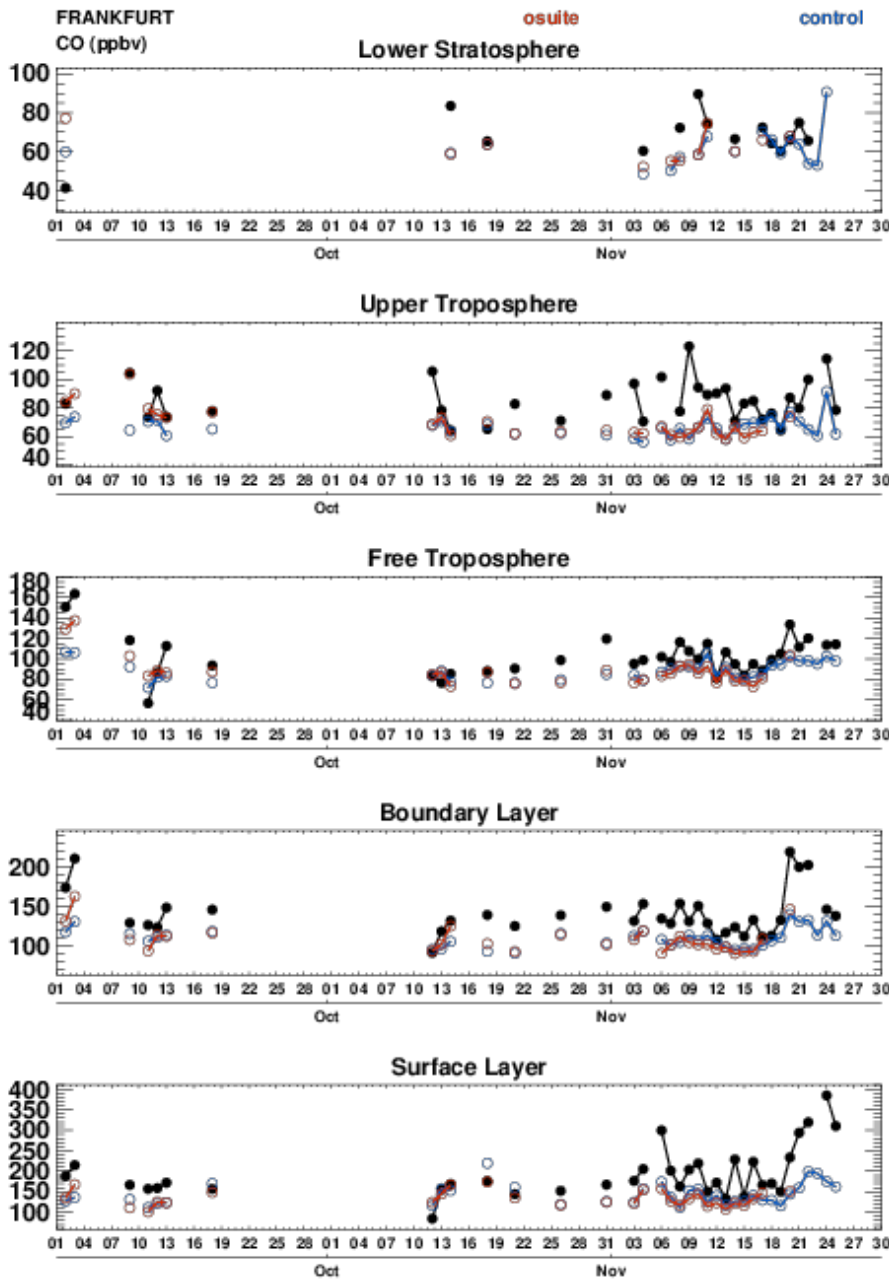 FRANKFURT osuite control
CO (ppbv)
Lower Stratosphere
100
80
60
40
01 04 07 10 13 16 19 22 25 28 01 04 07 10 13 16 19 22 25 28 31 03 06 09 12 15 18 21 24 27 30
Oct Nov
Upper Troposphere
120
100
80
60
40
01 04 07 11 13 16 19 22 25 28 01 04 07 10 13 16 19 22 25 28 31 03 06 09 12 15 18 21 24 27 30
Oct Nov
Free Troposphere
180
160
140
120
100
80
60
40
01 04 07 10 13 16 19 22 25 28 01 04 07 10 13 16 19 22 25 28 31 03 06 09 12 15 18 21 24 27 30
Oct Nov
Boundary Layer
200
150
100
01 04 07 10 13 16 19 22 25 28 01 04 07 10 13 16 19 22 25 28 31 03 06 09 12 15 18 21 24 27 30
Oct Nov
Surface Layer
400
350
300
250
200
150
100
01 04 07 10 13 16 19 22 25 28 01 04 07 10 13 16 19 22 25 28 31 03 06 09 12 15 18 21 24 27 30
Oct Nov